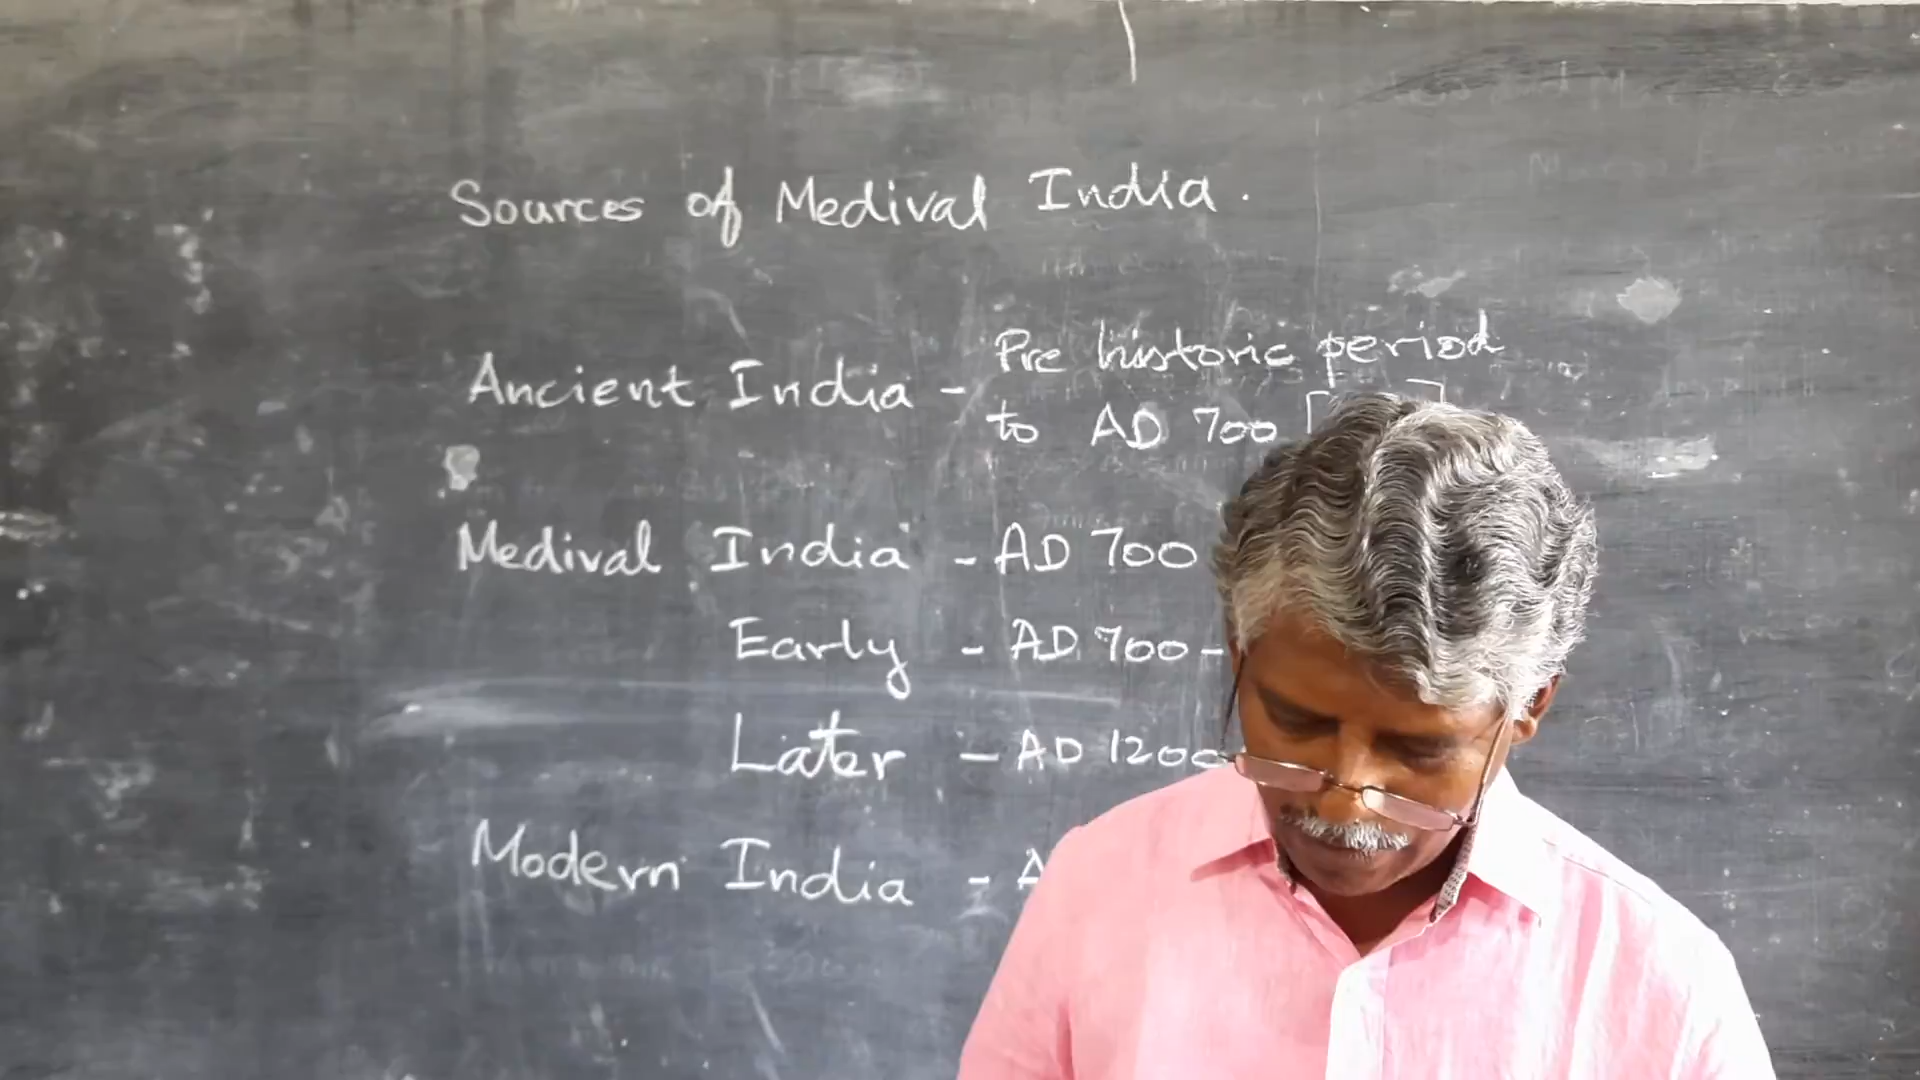 Sources of Medival India.
Ancient India - Pre historic period
to AD 700 [
Medival India - AD 700
Early - AD 700 -
Later - AD 1200
Modern India - A